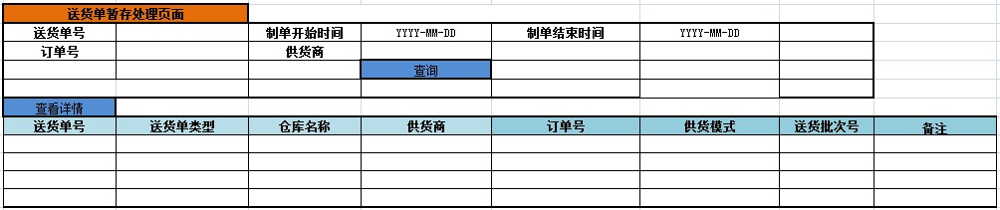 送货单暂存处理页面
送货单号 制单开始时间 YYYY-MM-DD 制单结束时间 YYYY-MM-DD
订单号 供货商
查询
查看详情
送货单号 送货单类型 仓库名称 供货商 订单号 供货模式 送货批次号 备注